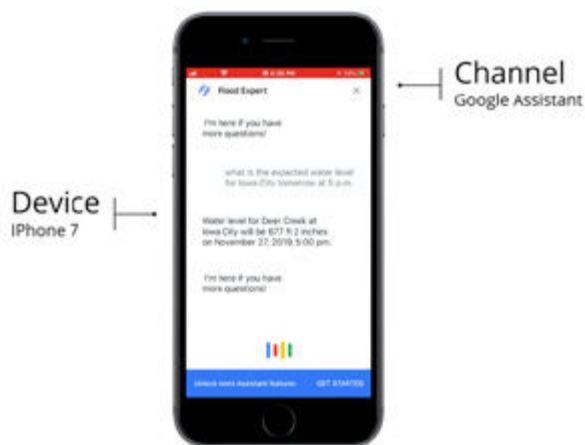 Channel
Google Assistant
Flood Expert
I'm here if you have
more questions!
what is the expected water level
for Iowa City tomorrow at 5 p.m.
Device
IPhone 7
Water level for Deer Creek at
Iowa City will be 677 ft 2 inches
on November 27, 2019, 5:00 pm.
I'm here if you have
more questions!
Unlock more Assistant features
GET STARTED